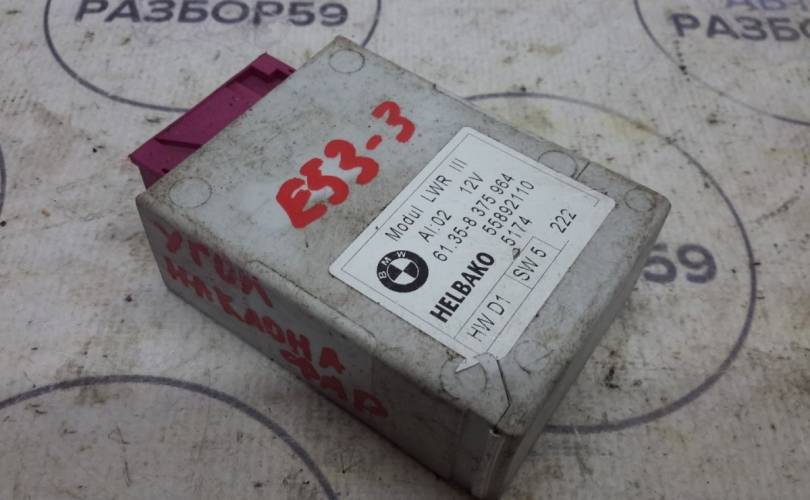 РАЗБОР59
РАЗБО
E53-3
Modul LWR III
AI:02 12V
61.35-8 375 964
55892110
BMW
HELBAKO 5174
HW D1 SW 5 222
УГОЛ
НАКЛОНА
ФАР
59